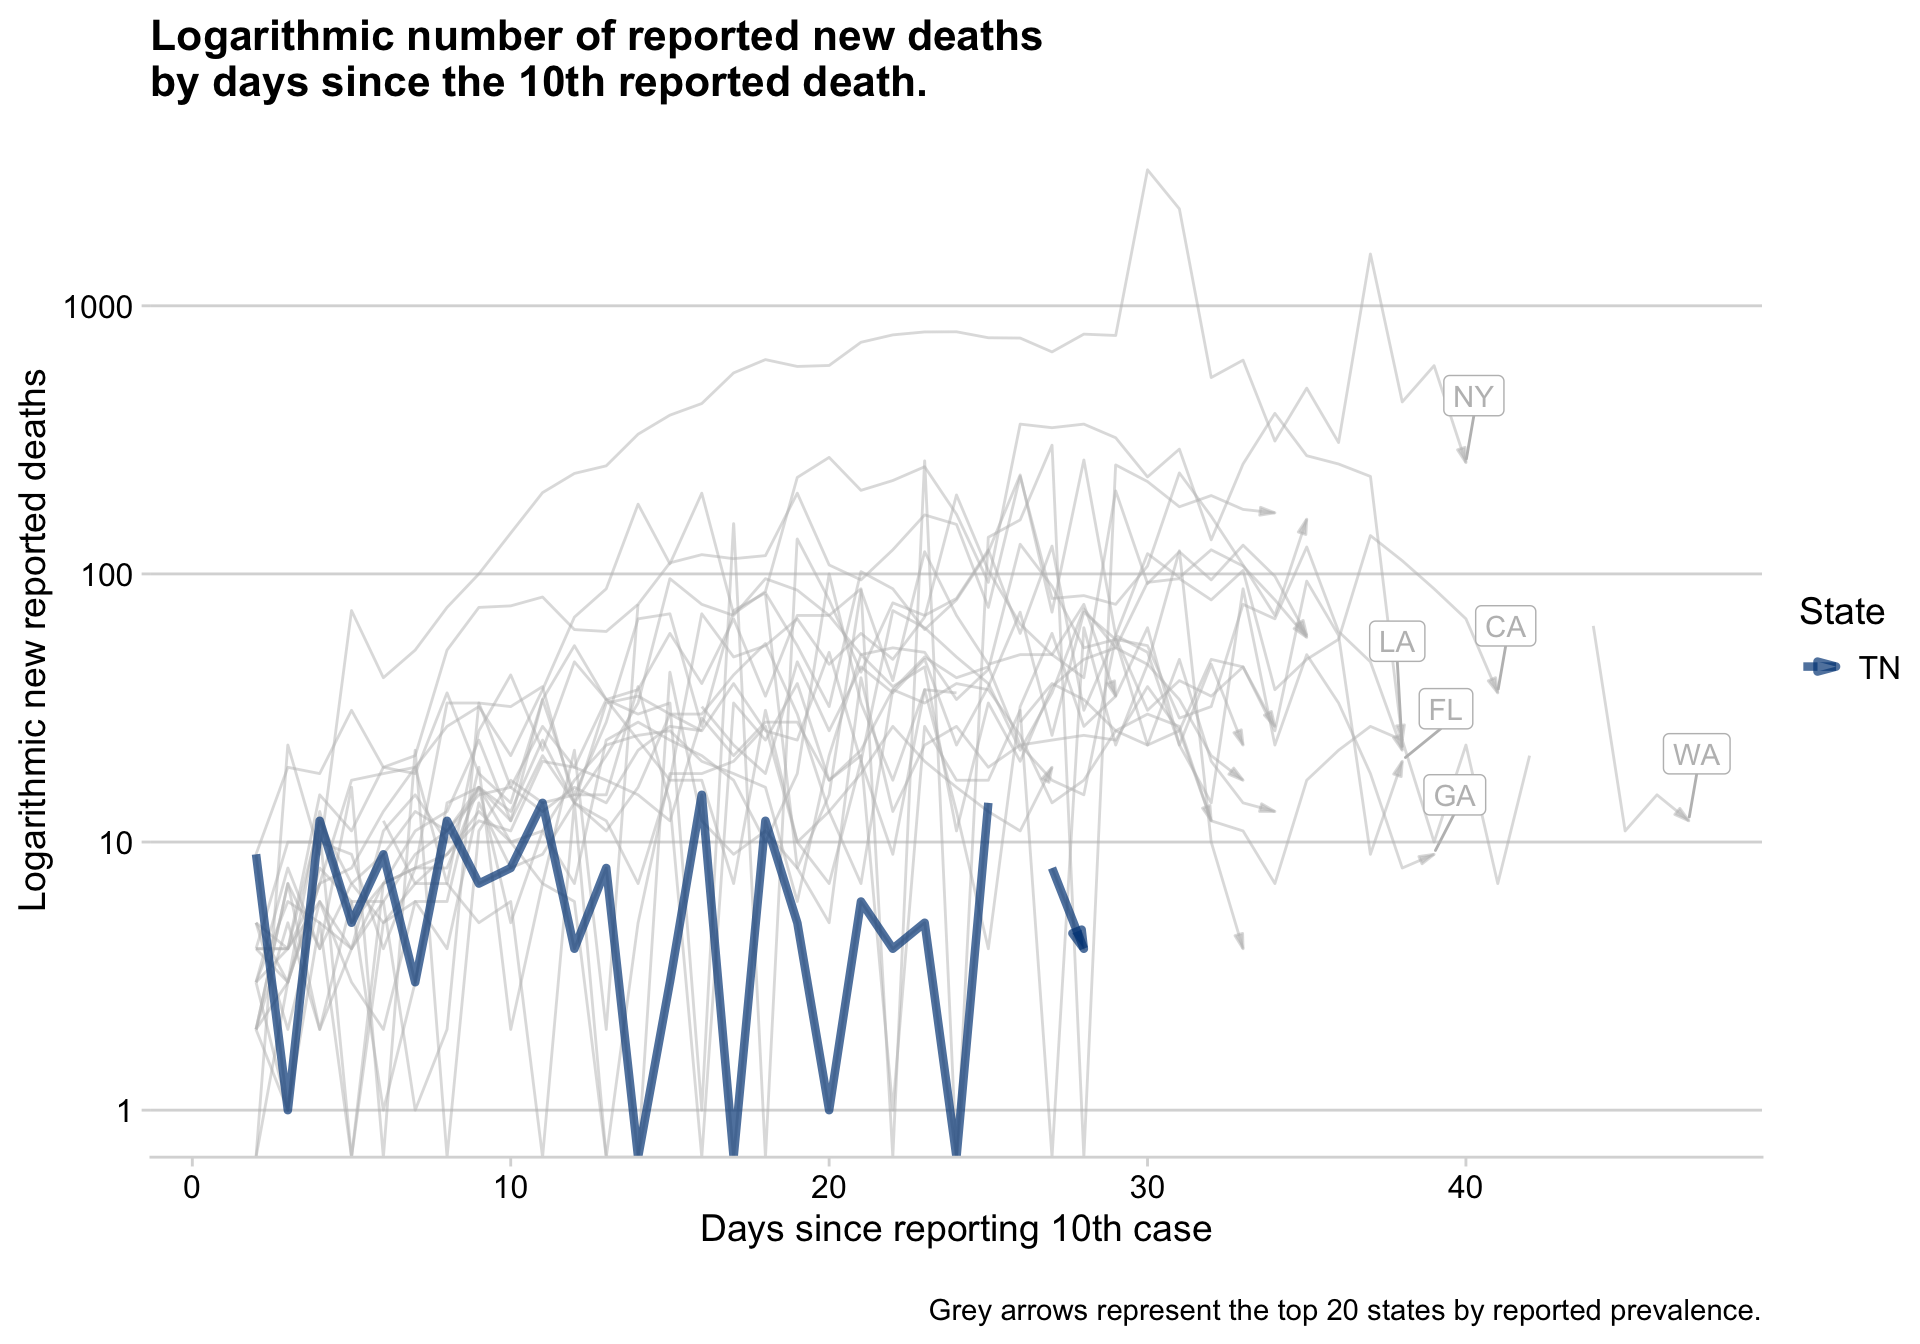 Logarithmic number of reported new deaths
by days since the 10th reported death.
Logarithmic new reported deaths
1000
100
10
1
NY
CA
LA
FL
WA
GA
State
TN
0 10 20 30 40
Days since reporting 10th case
Grey arrows represent the top 20 states by reported prevalence.